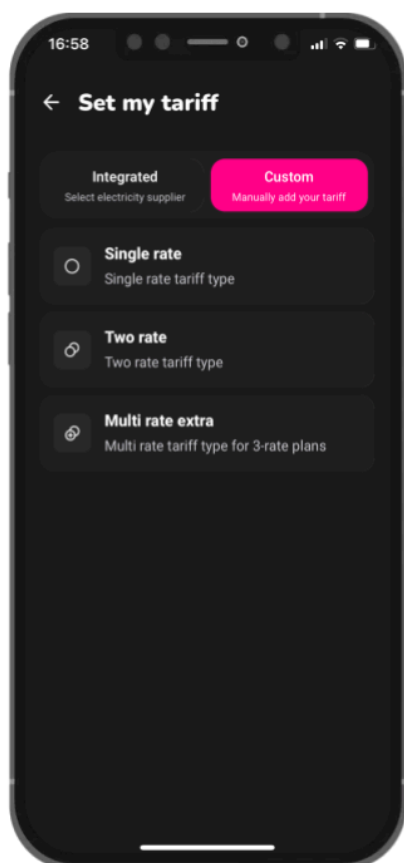 16:58
← Set my tariff
Integrated
Select electricity supplier
Custom
Manually add your tariff
Single rate
Single rate tariff type
Two rate
Two rate tariff type
Multi rate extra
Multi rate tariff type for 3-rate plans